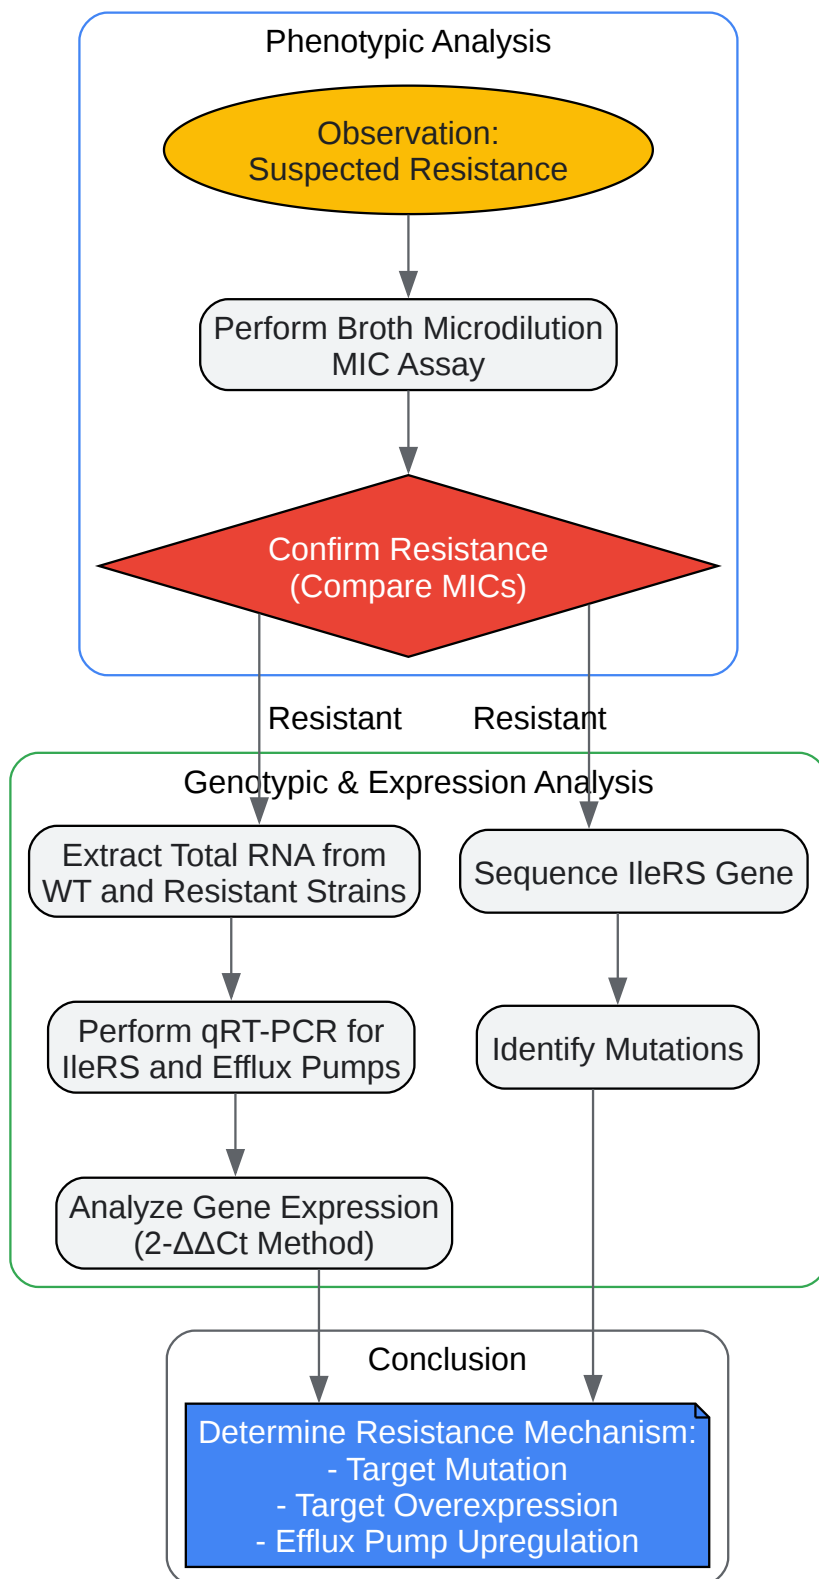 Phenotypic Analysis
Observation:
Suspected Resistance
Perform Broth Microdilution
MIC Assay
Confirm Resistance
(Compare MICs)
Resistant
Resistant
Genotypic & Expression Analysis
Extract Total RNA from
WT and Resistant Strains
Sequence IleRS Gene
Perform qRT-PCR for
IleRS and Efflux Pumps
Identify Mutations
Analyze Gene Expression
(2-ΔΔCt Method)
Conclusion
Determine Resistance Mechanism:
- Target Mutation
- Target Overexpression
- Efflux Pump Upregulation